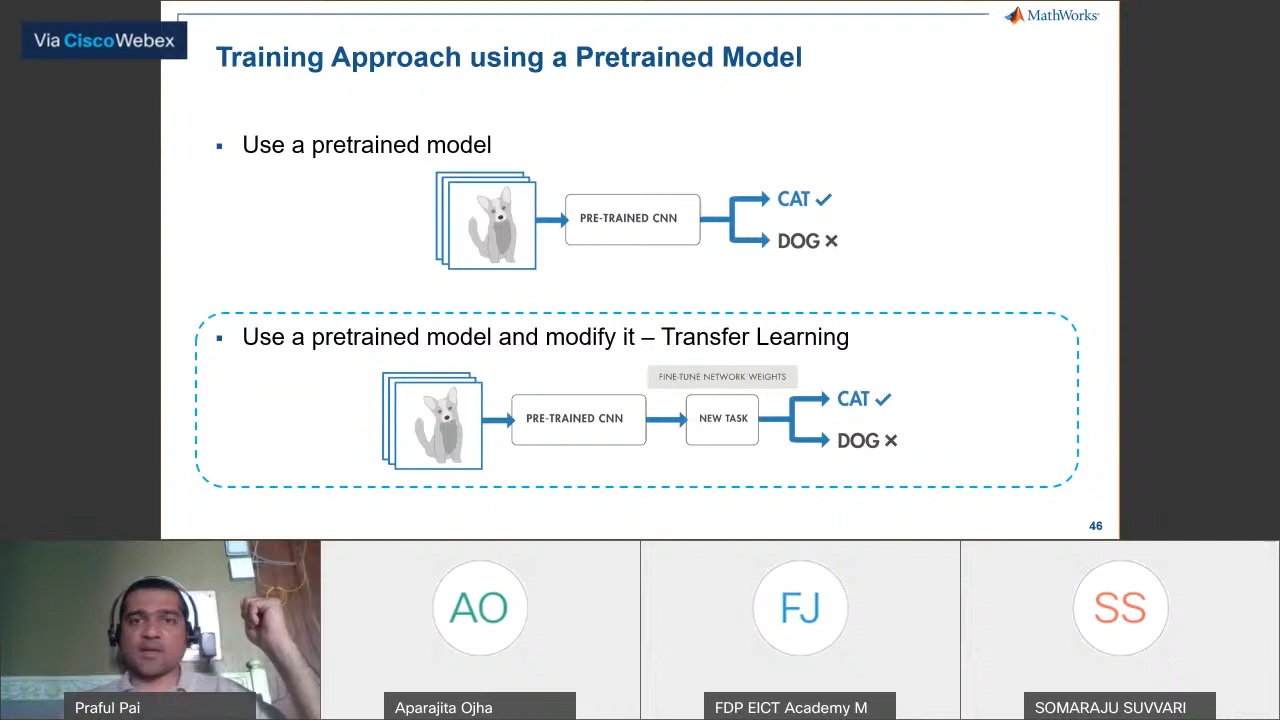 Via CiscoWebex
MathWorks
Training Approach using a Pretrained Model
▪ Use a pretrained model
PRE-TRAINED CNN
CAT ✓
DOG ×
▪ Use a pretrained model and modify it – Transfer Learning
FINE-TUNE NETWORK WEIGHTS
PRE-TRAINED CNN
NEW TASK
CAT ✓
DOG ×
46
AO
FJ
SS
Praful Pai
Aparajita Ojha
FDP EICT Academy M
SOMARAJU SUVVARI